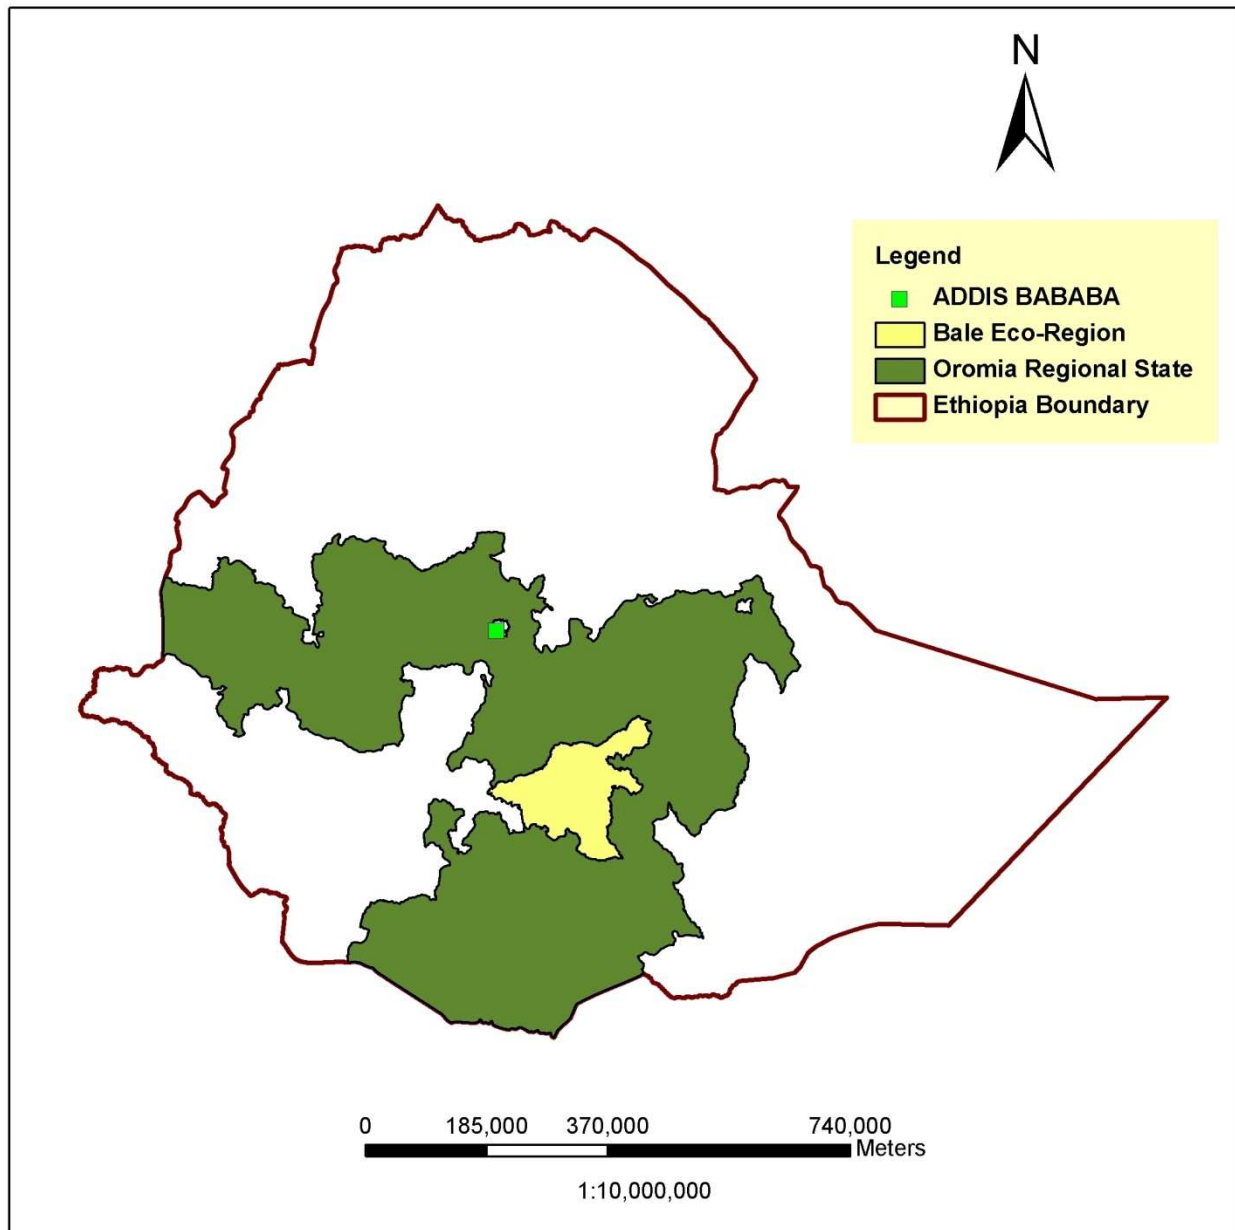 N
Legend
ADDIS BABABA
Bale Eco-Region
Oromia Regional State
Ethiopia Boundary
0 185,000 370,000 740,000
Meters
1:10,000,000